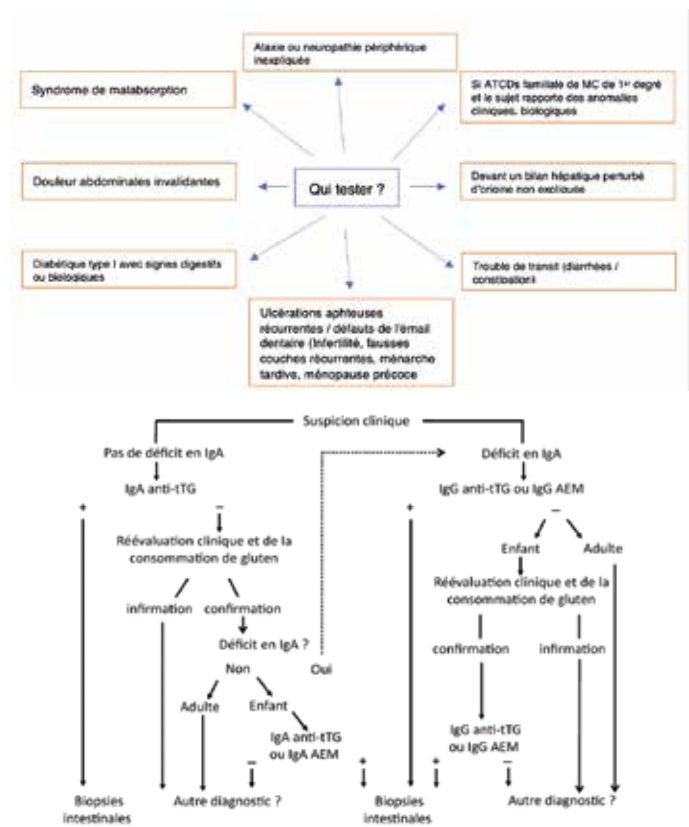 Ataxie ou neuropathie périphérique
inexpliquée
Syndrome de malabsorption
Si ATCDs familiale de MC de 1er degré
et le sujet rapporte des anomalies
cliniques, biologiques
Douleur abdominales invalidantes
Qui tester ?
Devant un bilan hépatique perturbé
d'origine non expliquée
Diabétique type I avec signes digestifs
ou biologiques
Trouble de transit (diarrhées /
constipation)
Ulcérations aphteuses
récurrentes / défauts de l'émail
dentaire (Infertilité, fausses
couches récurrentes, ménarche
tardive, ménopause précoce
Suspicion clinique
Pas de déficit en IgA
Déficit en IgA
IgA anti-tTG
IgG anti-tTG ou IgG AEM
+
–
+
–
Réévaluation clinique et de la
consommation de gluten
Enfant
Adulte
Réévaluation clinique et de la
consommation de gluten
infirmation
confirmation
Déficit en IgA ?
confirmation
infirmation
Non
Oui
Adulte
Enfant
IgA anti-tTG
ou IgA AEM
IgG anti-tTG
ou IgG AEM
–
+
+
–
Biopsies
intestinales
Autre diagnostic ?
Biopsies
intestinales
Autre diagnostic ?